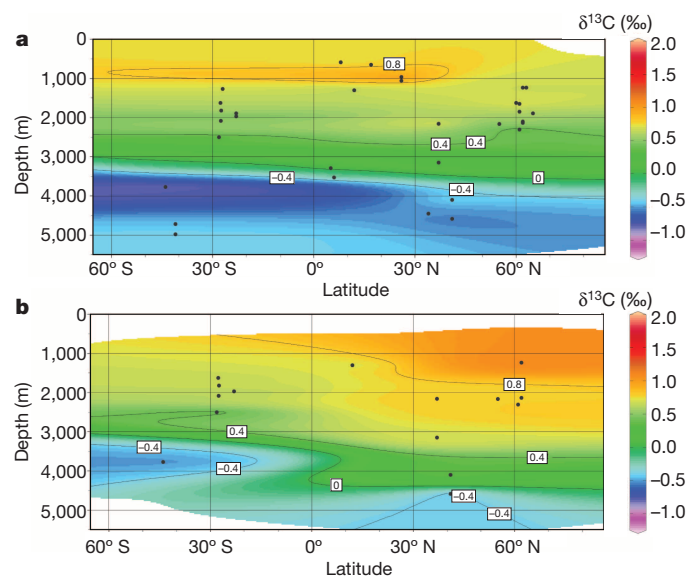 a
δ¹³C (‰)
0
1,000
2,000
3,000
4,000
5,000
Depth (m)
0.8
0.4
0.4
0
–0.4
–0.4
60° S
30° S
0°
30° N
60° N
Latitude
2.0
1.5
1.0
0.5
0.0
–0.5
–1.0
b
δ¹³C (‰)
0
1,000
2,000
3,000
4,000
5,000
Depth (m)
0.8
0.4
0.4
–0.4
–0.4
0
–0.4
–0.4
60° S
30° S
0°
30° N
60° N
Latitude
2.0
1.5
1.0
0.5
0.0
–0.5
–1.0